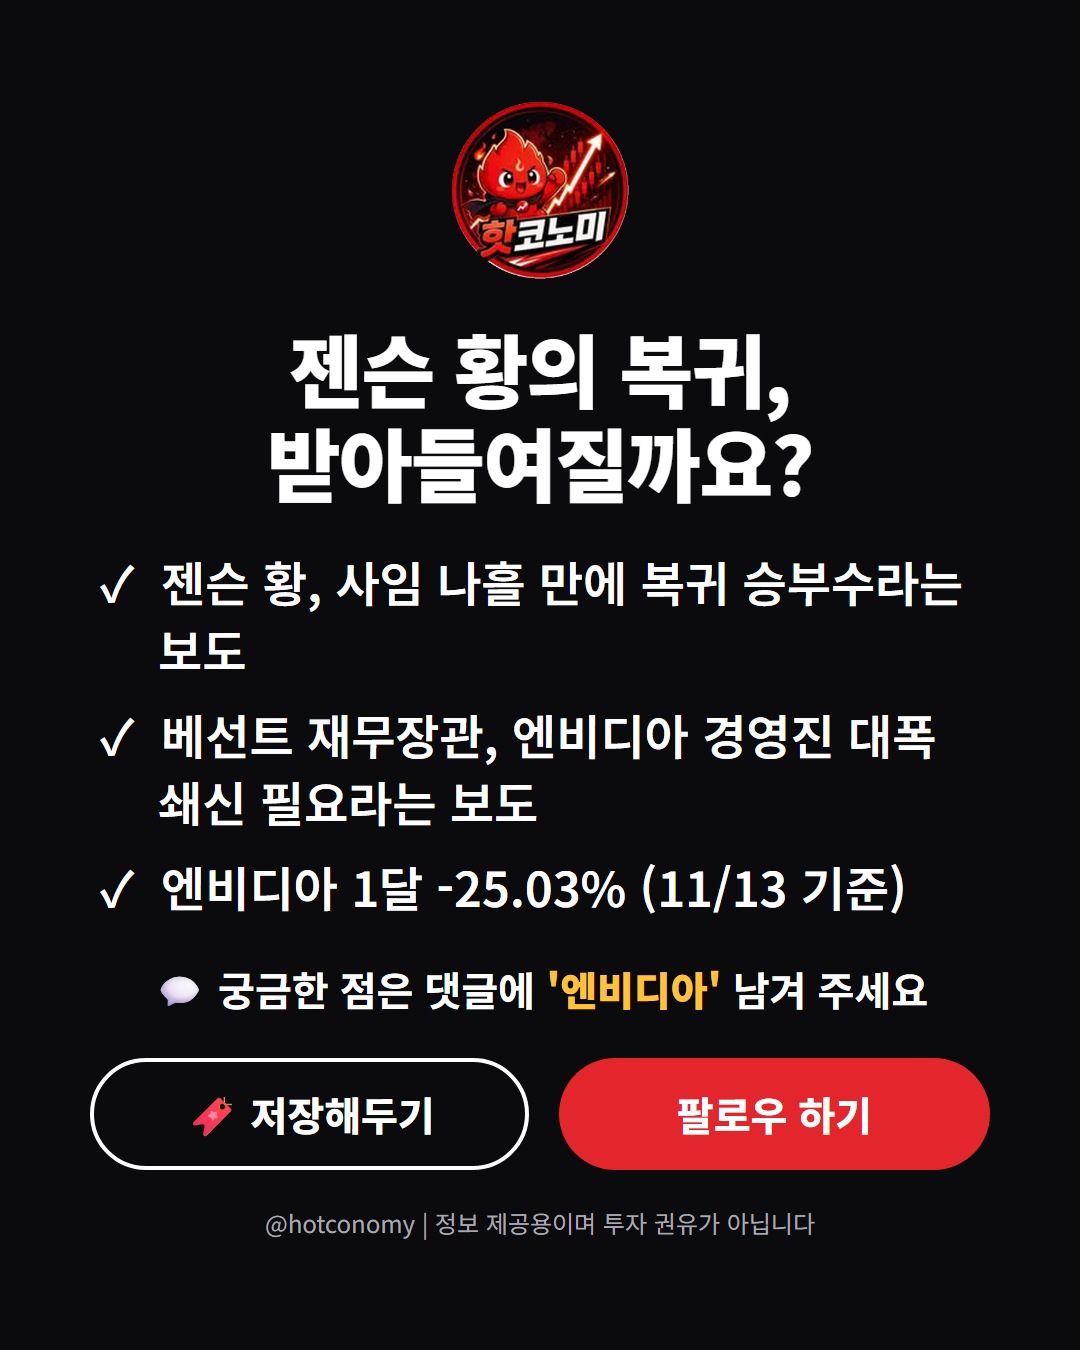 핫코노미
젠슨 황의 복귀,
받아들여질까요?
✓ 젠슨 황, 사임 나흘 만에 복귀 승부수라는
보도
✓ 베선트 재무장관, 엔비디아 경영진 대폭
쇄신 필요라는 보도
✓ 엔비디아 1달 -25.03% (11/13 기준)
💬 궁금한 점은 댓글에 '엔비디아' 남겨 주세요
🔖 저장해두기
팔로우 하기
@hotconomy | 정보 제공용이며 투자 권유가 아닙니다